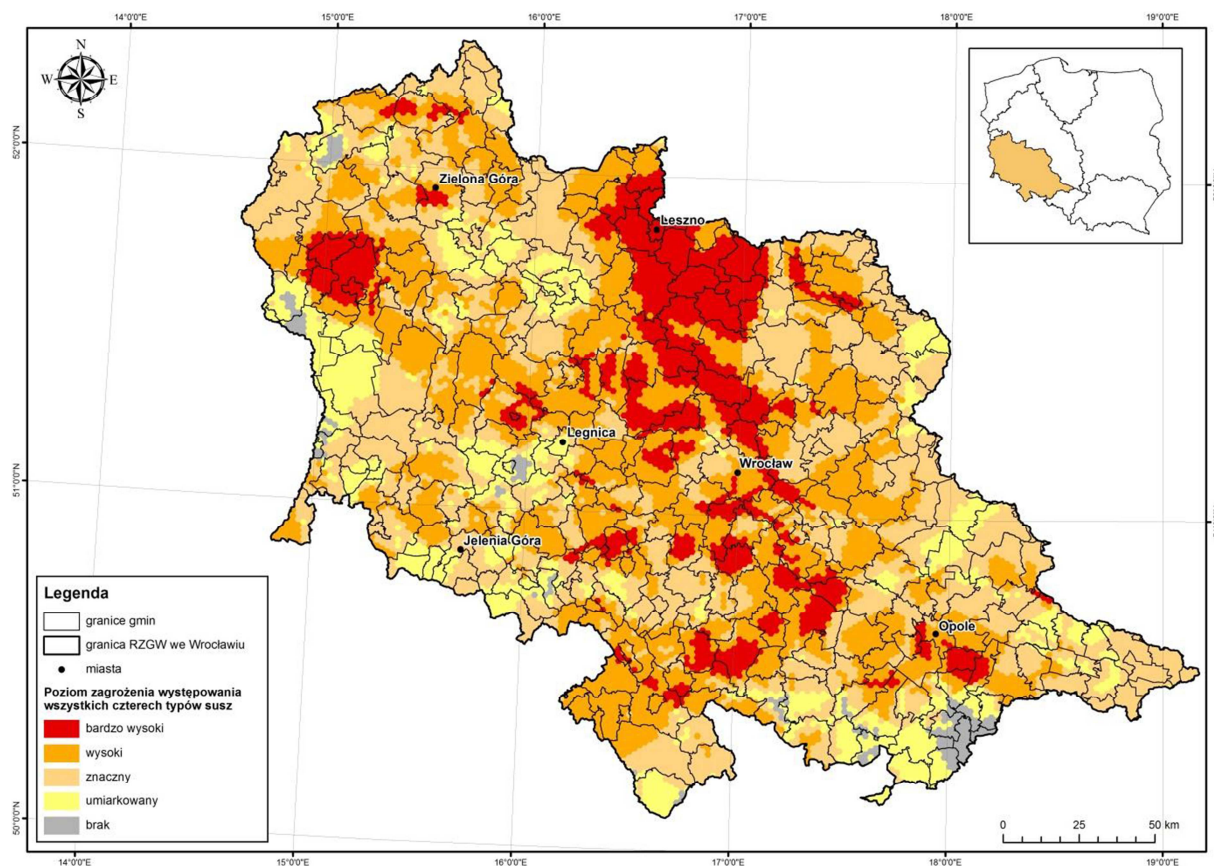 14°0'0"E 15°0'0"E 16°0'0"E 17°0'0"E 18°0'0"E 19°0'0"E
N
W E
S
52°0'0"N
51°0'0"N
50°0'0"N
Zielona Góra
Leszno
Legnica
Wrocław
Jelenia Góra
Opole
Legenda
granice gmin
granica RZGW we Wrocławiu
miasta
Poziom zagrożenia występowania
wszystkich czterech typów susz
bardzo wysoki
wysoki
znaczny
umiarkowany
brak
0 25 50 km
14°0'0"E 15°0'0"E 16°0'0"E 17°0'0"E 18°0'0"E 19°0'0"E